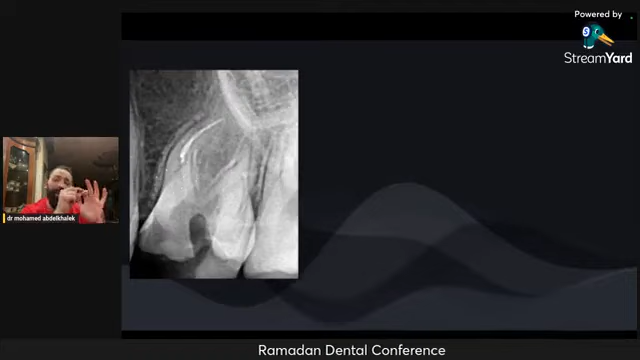 Powered by
StreamYard
dr mohamed abdelkhalek
Ramadan Dental Conference